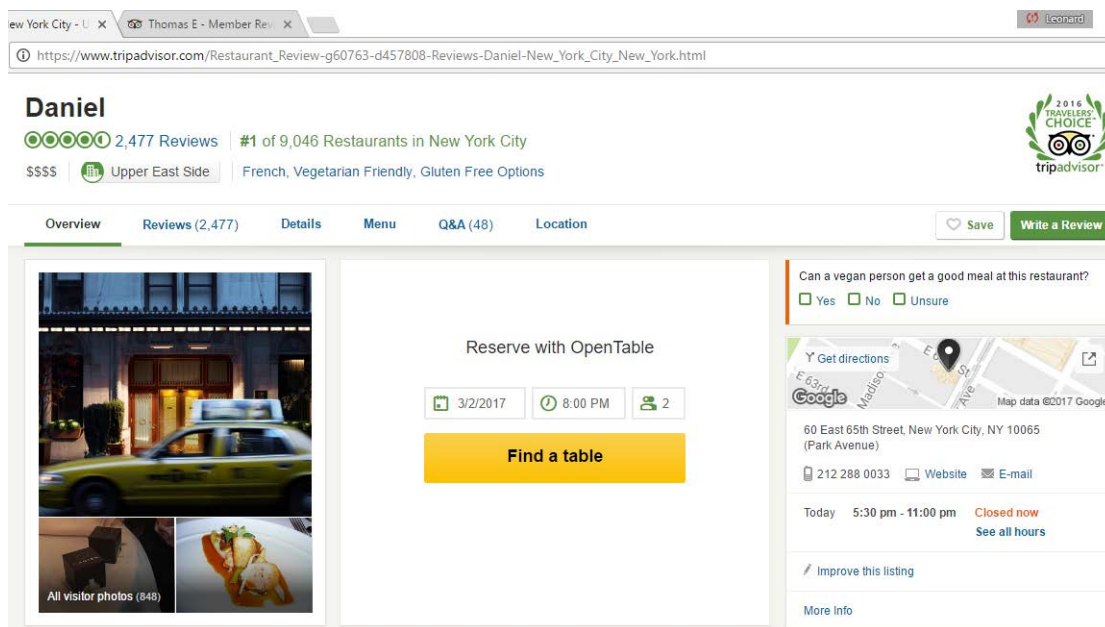 ew York City - U
Thomas E - Member Rev
Leonard
https://www.tripadvisor.com/Restaurant_Review-g60763-d457808-Reviews-Daniel-New_York_City_New_York.html
Daniel
2,477 Reviews #1 of 9,046 Restaurants in New York City
$$$$ Upper East Side French, Vegetarian Friendly, Gluten Free Options
2016
TRAVELERS'
CHOICE™
tripadvisor®
Overview Reviews (2,477) Details Menu Q&A (48) Location Save Write a Review
All visitor photos (848)
Reserve with OpenTable
3/2/2017 8:00 PM 2
Find a table
Can a vegan person get a good meal at this restaurant?
Yes No Unsure
Get directions
E 63rd
Madiso
St
Ave
Google
Map data ©2017 Google
60 East 65th Street, New York City, NY 10065
(Park Avenue)
212 288 0033 Website E-mail
Today 5:30 pm - 11:00 pm Closed now
See all hours
Improve this listing
More Info